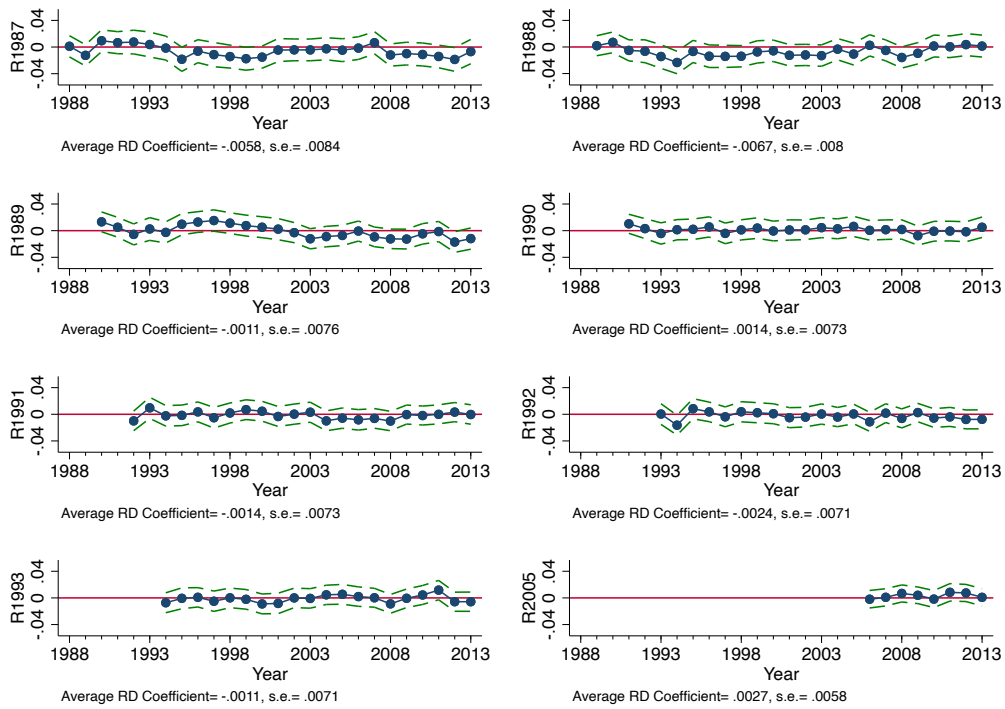 R1987
-.04 0 .04
1988 1993 1998 2003 2008 2013
Year
Average RD Coefficient= -.0058, s.e.= .0084
R1988
-.04 0 .04
1988 1993 1998 2003 2008 2013
Year
Average RD Coefficient= -.0067, s.e.= .008
R1989
-.04 0 .04
1988 1993 1998 2003 2008 2013
Year
Average RD Coefficient= -.0011, s.e.= .0076
R1990
-.04 0 .04
1988 1993 1998 2003 2008 2013
Year
Average RD Coefficient= .0014, s.e.= .0073
R1991
-.04 0 .04
1988 1993 1998 2003 2008 2013
Year
Average RD Coefficient= -.0014, s.e.= .0073
R1992
-.04 0 .04
1988 1993 1998 2003 2008 2013
Year
Average RD Coefficient= -.0024, s.e.= .0071
R1993
-.04 0 .04
1988 1993 1998 2003 2008 2013
Year
Average RD Coefficient= -.0011, s.e.= .0071
R2005
-.04 0 .04
1988 1993 1998 2003 2008 2013
Year
Average RD Coefficient= .0027, s.e.= .0058